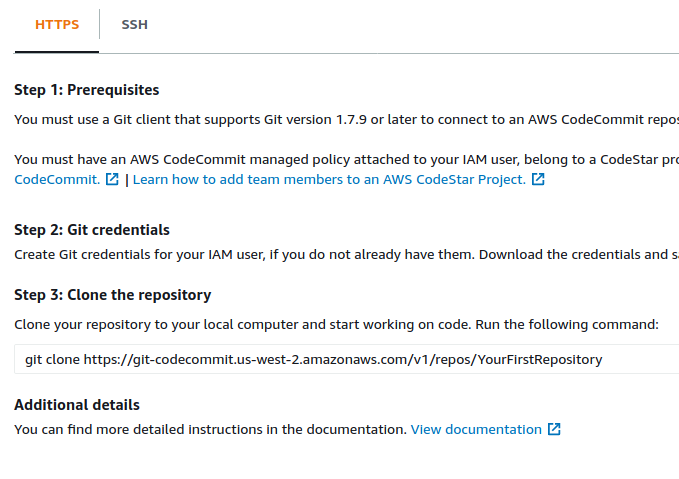 HTTPS SSH
Step 1: Prerequisites
You must use a Git client that supports Git version 1.7.9 or later to connect to an AWS CodeCommit repos
You must have an AWS CodeCommit managed policy attached to your IAM user, belong to a CodeStar pro
CodeCommit. | Learn how to add team members to an AWS CodeStar Project.
Step 2: Git credentials
Create Git credentials for your IAM user, if you do not already have them. Download the credentials and sa
Step 3: Clone the repository
Clone your repository to your local computer and start working on code. Run the following command:
git clone https://git-codecommit.us-west-2.amazonaws.com/v1/repos/YourFirstRepository
Additional details
You can find more detailed instructions in the documentation. View documentation